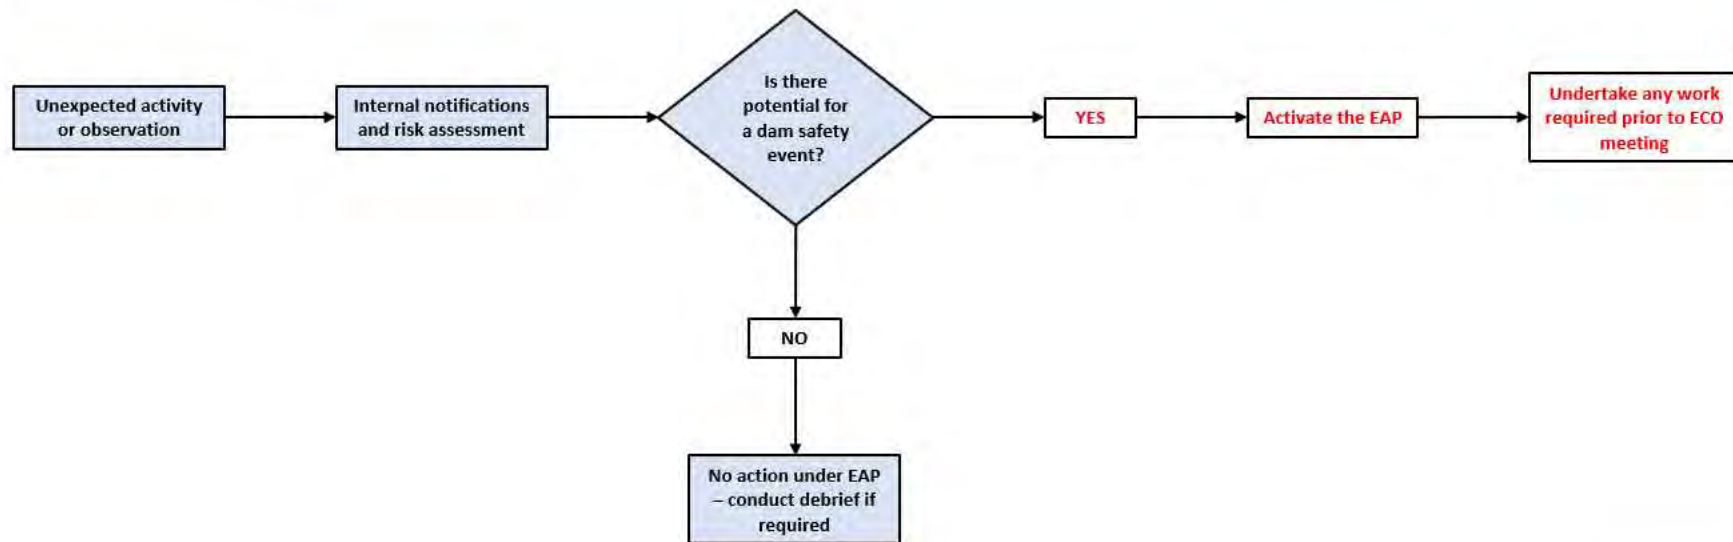 Unexpected activity
or observation
Internal notifications
and risk assessment
Is there
potential for
a dam safety
event?
YES
Activate the EAP
Undertake any work
required prior to ECO
meeting
NO
No action under EAP
– conduct debrief if
required